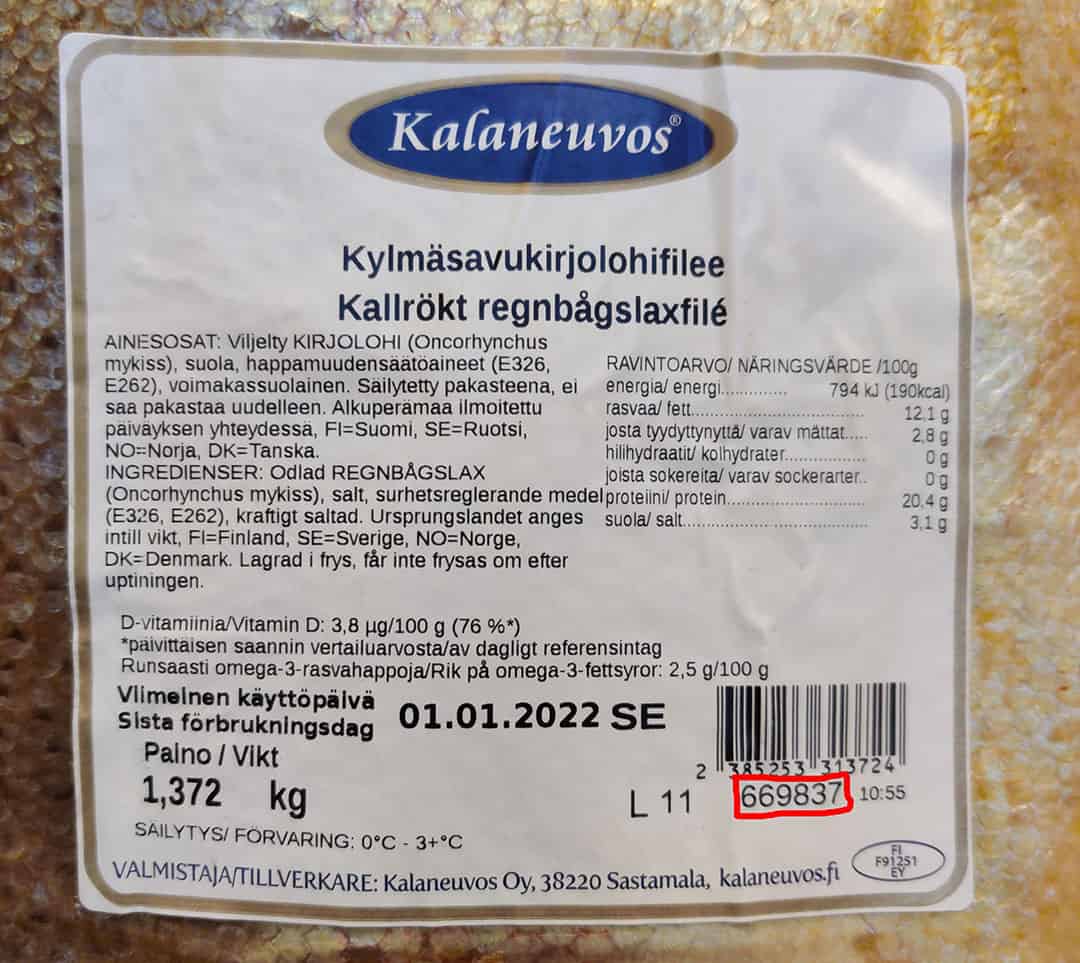 Kalaneuvos®
Kylmäsavukirjolohifilee
Kallrökt regnbågslaxfilé
AINESOSAT: Viljelty KIRJOLOHI (Oncorhynchus
mykiss), suola, happamuudensäätöaineet (E326,
E262), voimakassuolainen. Säilytetty pakasteena, ei
saa pakastaa uudelleen. Alkuperämaa ilmoitettu
päiväyksen yhteydessä, FI=Suomi, SE=Ruotsi,
NO=Norja, DK=Tanska.
INGREDIENSER: Odlad REGNBÅGSLAX
(Oncorhynchus mykiss), salt, surhetsreglerande medel
(E326, E262), kraftigt saltad. Ursprungslandet anges
intill vikt, FI=Finland, SE=Sverige, NO=Norge,
DK=Denmark. Lagrad i frys, får inte frysas om efter
uptiningen.
RAVINTOARVO/ NÄRINGSVÄRDE /100g
energia/ energi............. 794 kJ (190kcal)
rasvaa/ fett................................ 12,1 g
josta tyydyttynyttä/ varav mättat..... 2,8 g
hilihydraatit/ kolhydrater............... 0 g
joista sokereita/ varav sockerarter.. 0 g
proteiini/ protein......................... 20,4 g
suola/ salt.................................. 3,1 g
D-vitamiinia/Vitamin D: 3,8 µg/100 g (76 %*)
*päivittäisen saannin vertailuarvosta/av dagligt referensintag
Runsaasti omega-3-rasvahappoja/Rik på omega-3-fettsyror: 2,5 g/100 g
Viimeinen käyttöpäivä
Sista förbrukningsdag
01.01.2022 SE
Paino / Vikt
1,372 kg
2 385253 313724
L 11 669837 10:55
SÄILYTYS/ FÖRVARING: 0°C - 3+°C
VALMISTAJA/TILLVERKARE: Kalaneuvos Oy, 38220 Sastamala, kalaneuvos.fi
FI
F91251
EY